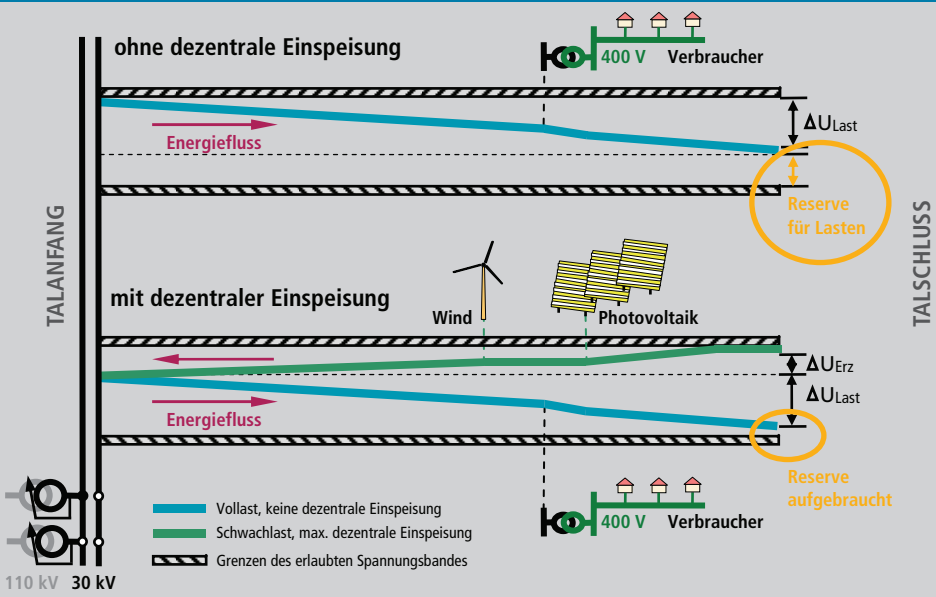 ohne dezentrale Einspeisung
400 V Verbraucher
ΔULast
Energiefluss
Reserve
für Lasten
TALANFANG
TALSCHLUSS
mit dezentraler Einspeisung
Wind
Photovoltaik
ΔUErz
ΔULast
Energiefluss
Reserve
aufgebraucht
Vollast, keine dezentrale Einspeisung
Schwachlast, max. dezentrale Einspeisung
Grenzen des erlaubten Spannungsbandes
400 V Verbraucher
110 kV 30 kV